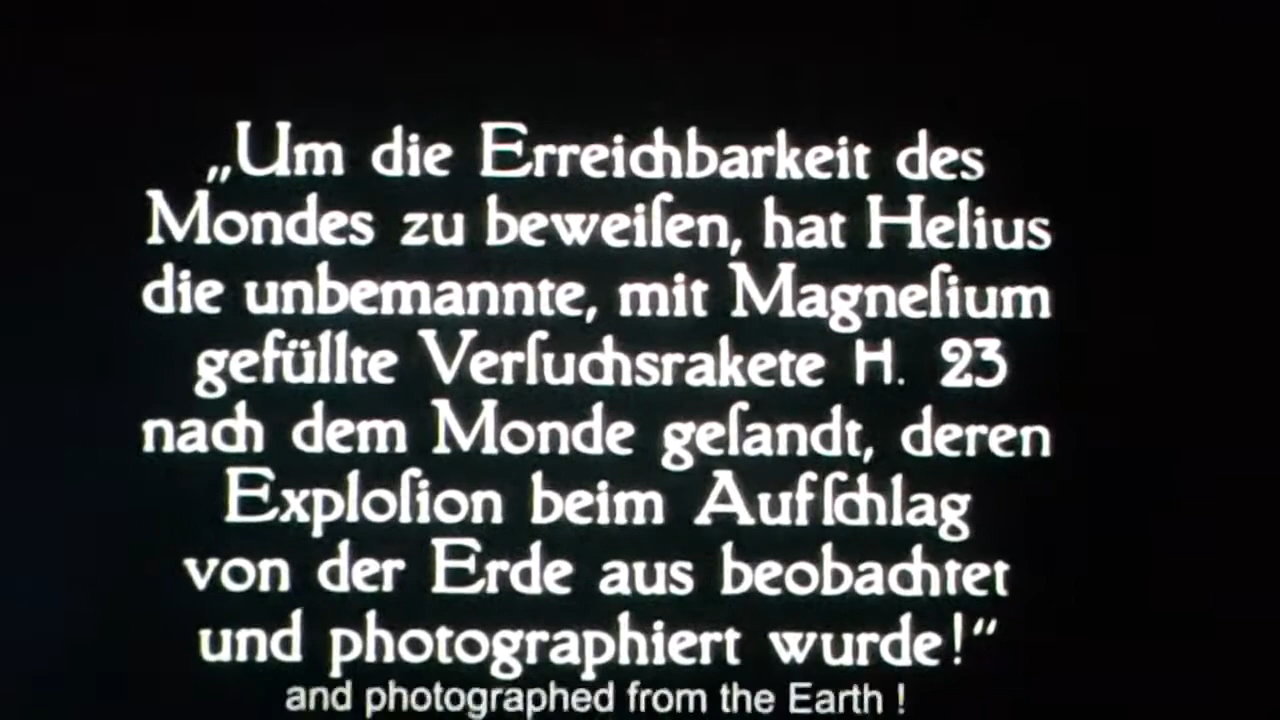 „Um die Erreichbarkeit des
Mondes zu beweiſen, hat Helius
die unbemannte, mit Magneſium
gefüllte Verſuchsrakete H. 23
nach dem Monde geſandt, deren
Exploſion beim Aufſchlag
von der Erde aus beobachtet
und photographiert wurde!“
and photographed from the Earth !